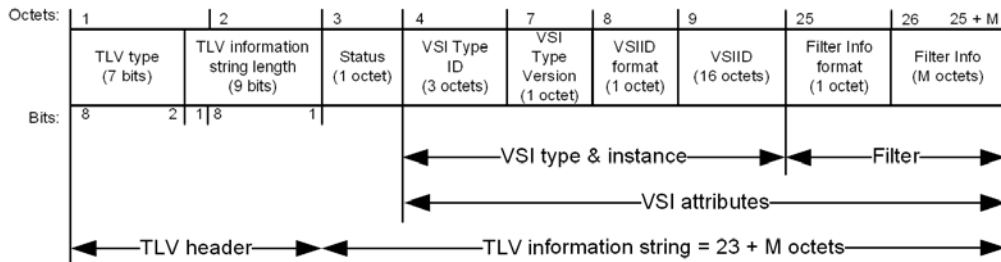 Octets: 1 2 3 4 7 8 9 25 26 25 + M
TLV type
(7 bits)
TLV information
string length
(9 bits)
Status
(1 octet)
VSI Type
ID
(3 octets)
VSI
Type
Version
(1 octet)
VSIID
format
(1 octet)
VSIID
(16 octets)
Filter Info
format
(1 octet)
Filter Info
(M octets)
Bits: 8 2 1 8 1
VSI type & instance
Filter
VSI attributes
TLV header
TLV information string = 23 + M octets